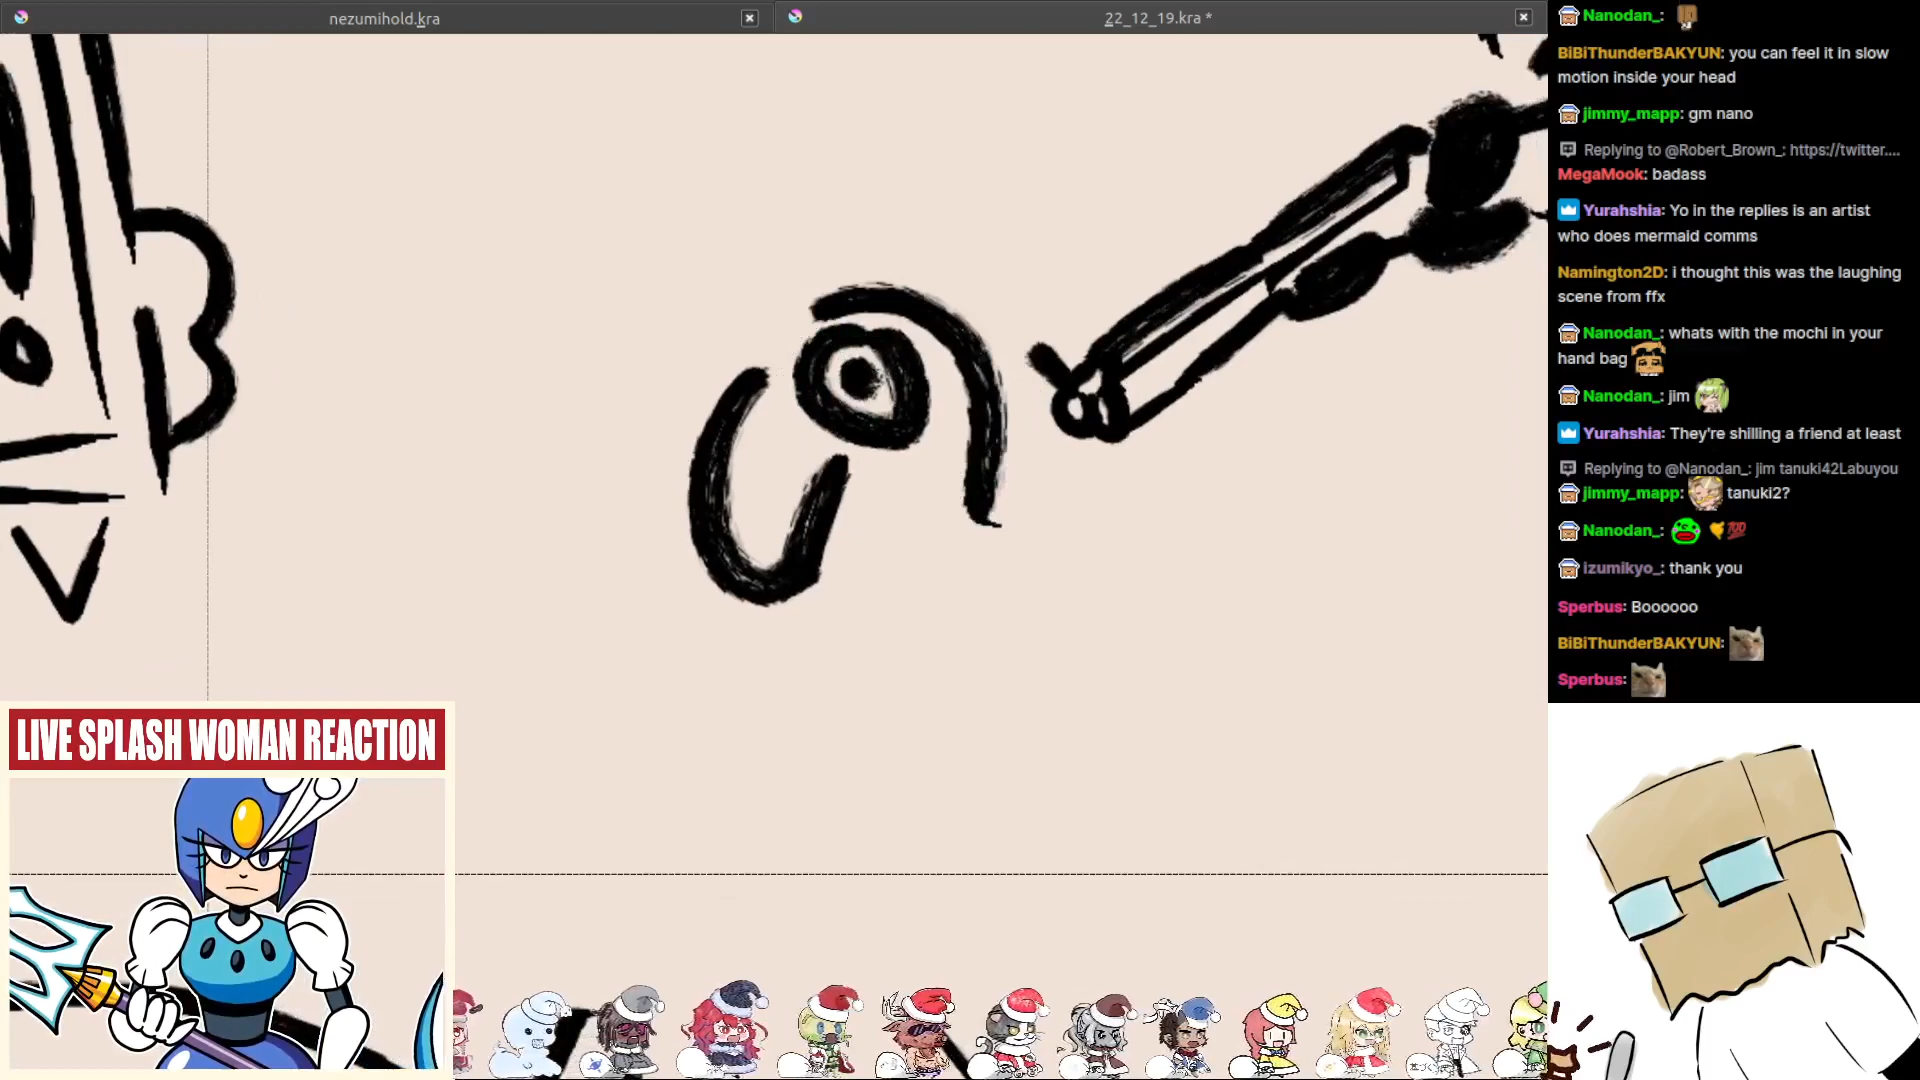 nezumihold.kra
22_12_19.kra *
Nanodan_:
BiBiThunderBAKYUN: you can feel it in slow
motion inside your head
jimmy_mapp: gm nano
Replying to @Robert_Brown_: https://twitter....
MegaMook: badass
Yurahshia: Yo in the replies is an artist
who does mermaid comms
Namington2D: i thought this was the laughing
scene from ffx
Nanodan_: whats with the mochi in your
hand bag
Nanodan_: jim
Yurahshia: They're shilling a friend at least
Replying to @Nanodan_: jim tanuki42Labuyou
jimmy_mapp: tanuki2?
Nanodan_: 100
izumikyo_: thank you
Sperbus: Boooooo
BiBiThunderBAKYUN:
Sperbus:
LIVE SPLASH WOMAN REACTION